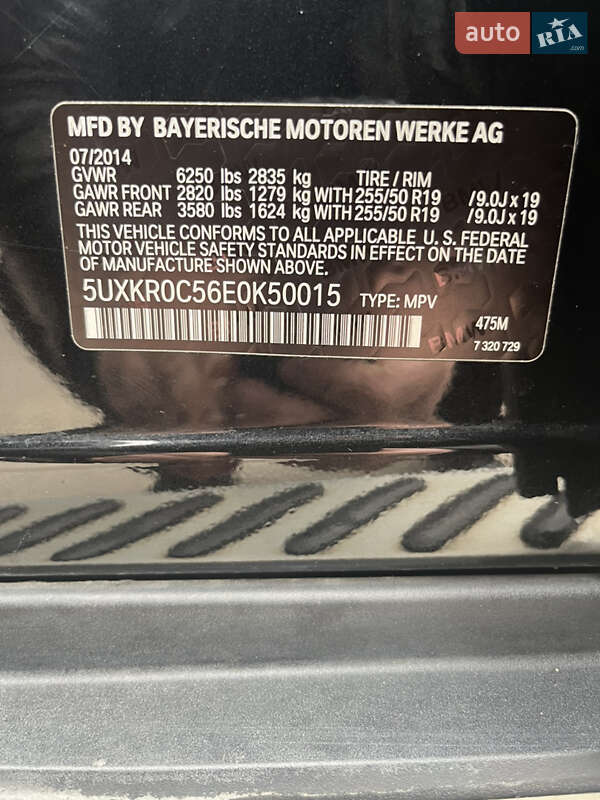 auto RIA.com
MFD BY BAYERISCHE MOTOREN WERKE AG
07/2014
GVWR 6250 lbs 2835 kg TIRE / RIM
GAWR FRONT 2820 lbs 1279 kg WITH 255/50 R19 /9.0J x 19
GAWR REAR 3580 lbs 1624 kg WITH 255/50 R19 /9.0J x 19
THIS VEHICLE CONFORMS TO ALL APPLICABLE U. S. FEDERAL
MOTOR VEHICLE SAFETY STANDARDS IN EFFECT ON THE DATE
OF MANUFACTURE SHOWN ABOVE.
5UXKR0C56E0K50015 TYPE: MPV
475M
7 320 729